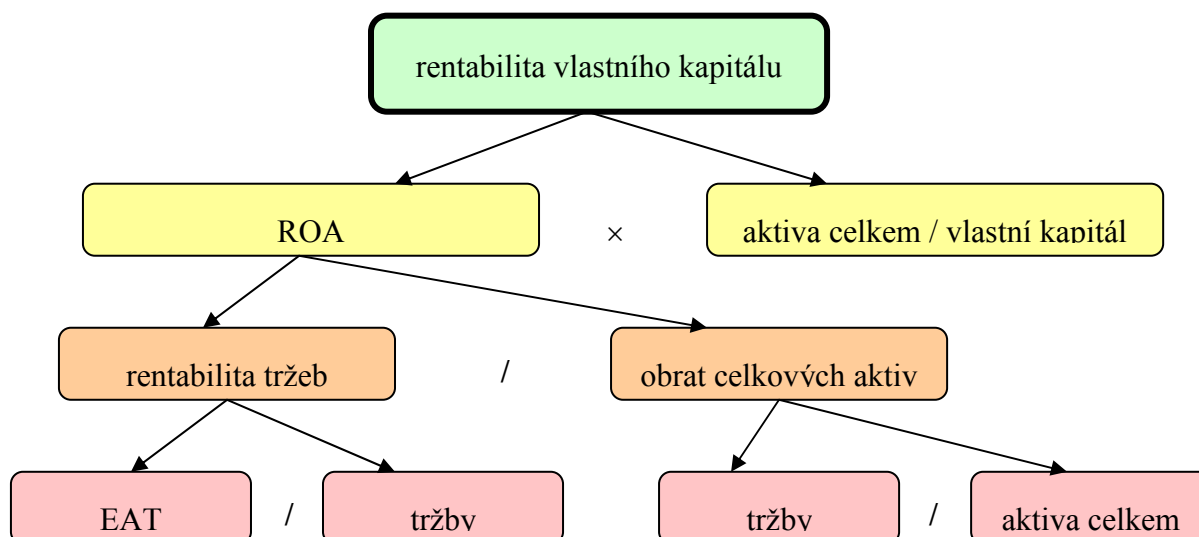 rentabilita vlastního kapitálu
ROA × aktiva celkem / vlastní kapitál
rentabilita tržeb / obrat celkových aktiv
EAT / tržby tržby / aktiva celkem